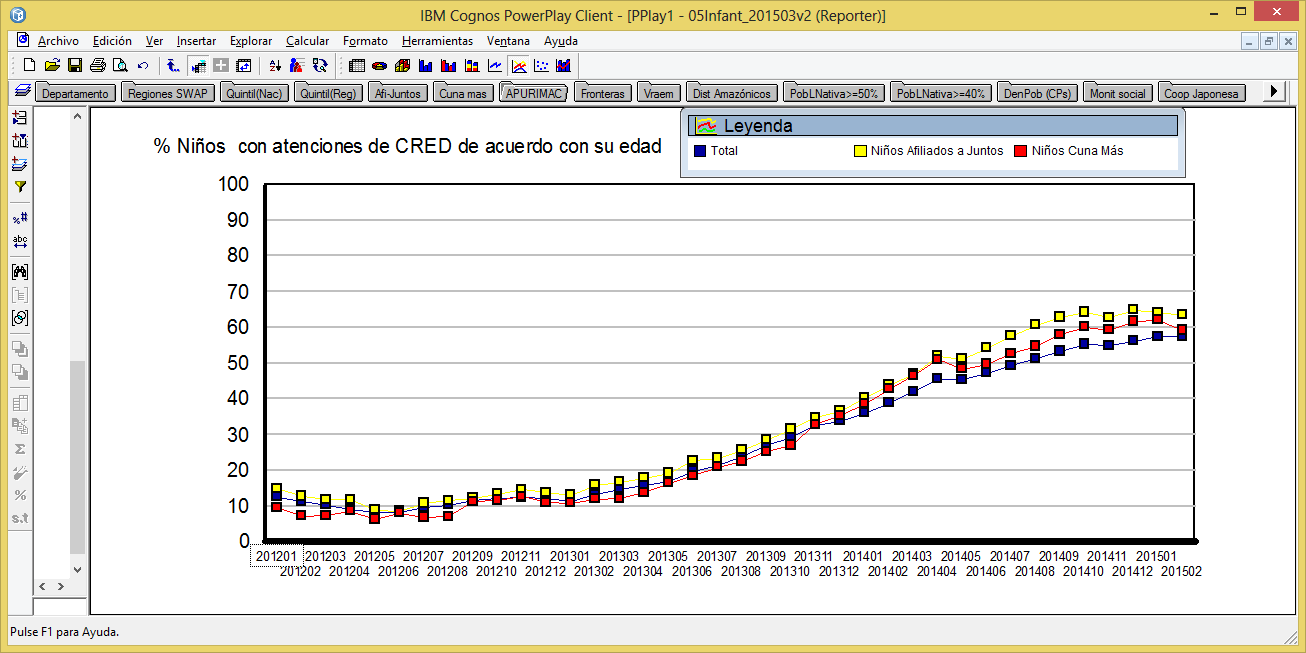 IBM Cognos PowerPlay Client - [PPlay1 - 05Infant_201503v2 (Reporter)]
Archivo Edición Ver Insertar Explorar Calcular Formato Herramientas Ventana Ayuda
Departamento Regiones SWAP Quintil(Nac) Quintil(Reg) Afi-Juntos Cuna mas APURIMAC Fronteras Vraem Dist Amazónicos PobLNativa>=50% PobLNativa>=40% DenPob (CPs) Monit social Coop Japonesa
% Niños con atenciones de CRED de acuerdo con su edad
Leyenda
Total Niños Afiliados a Juntos Niños Cuna Más
100
90
80
70
60
50
40
30
20
10
0
201201 201203 201205 201207 201209 201211 201301 201303 201305 201307 201309 201311 201401 201403 201405 201407 201409 201411 201501
201202 201204 201206 201208 201210 201212 201302 201304 201306 201308 201310 201312 201402 201404 201406 201408 201410 201412 201502
%#
abc
Σ
%
s.t
Pulse F1 para Ayuda.